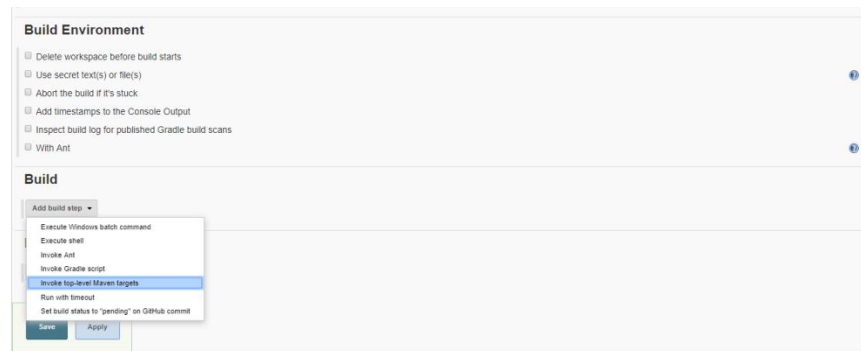 Build Environment
Delete workspace before build starts
Use secret text(s) or file(s)
Abort the build if it's stuck
Add timestamps to the Console Output
Inspect build log for published Gradle build scans
With Ant
Build
Add build step
Execute Windows batch command
Execute shell
Invoke Ant
Invoke Gradle script
Invoke top-level Maven targets
Run with timeout
Set build status to "pending" on GitHub commit
Save Apply